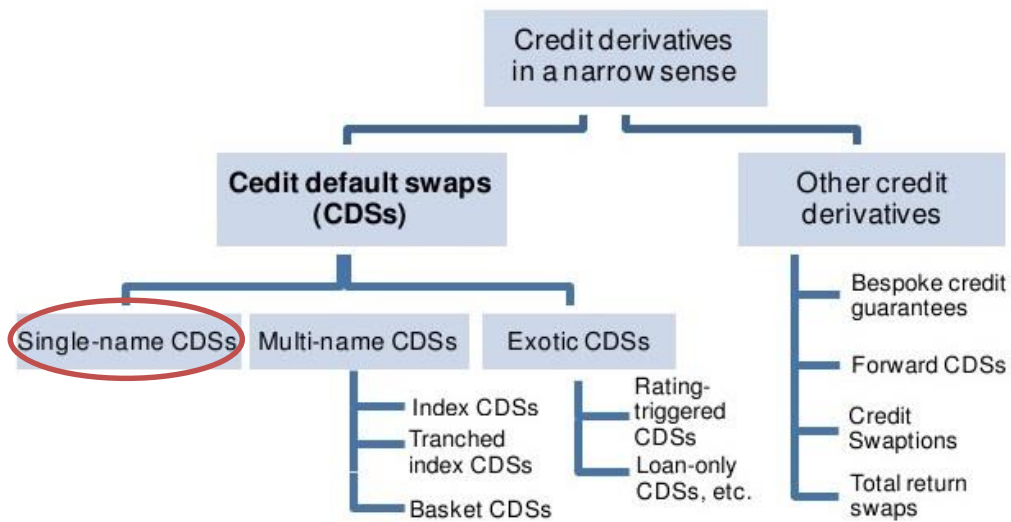 Credit derivatives
in a narrow sense
Cedit default swaps
(CDSs)
Other credit
derivatives
Single-name CDSs
Multi-name CDSs
Exotic CDSs
Index CDSs
Tranched
index CDSs
Basket CDSs
Rating-
triggered
CDSs
Loan-only
CDSs, etc.
Bespoke credit
guarantees
Forward CDSs
Credit
Swaptions
Total return
swaps